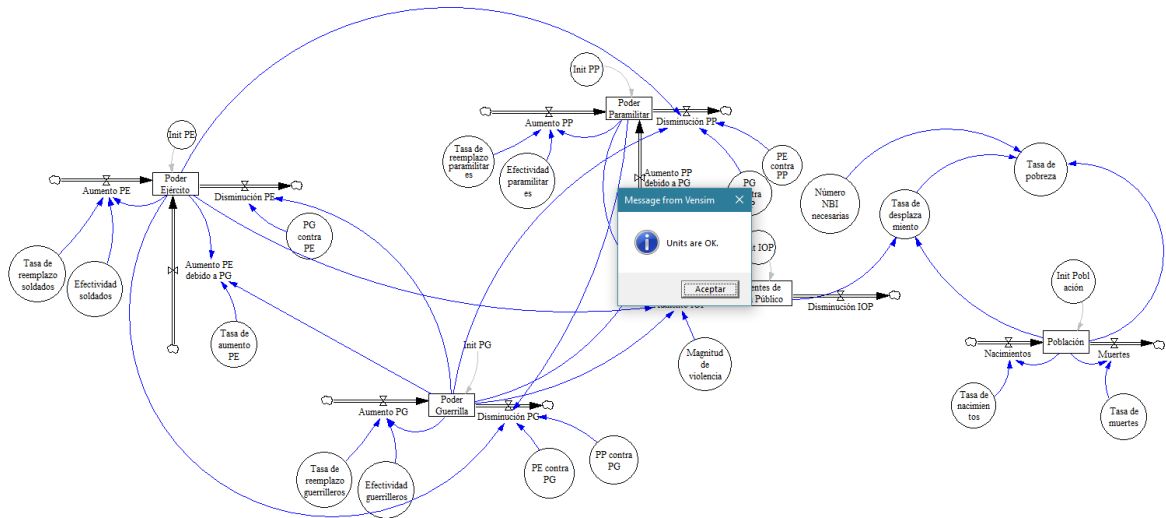 Init PP
Poder
Paramilitar
Aumento PP
Disminución PP
Tasa de
reemplazo
paramilitar
es
Efectividad
paramilitar
es
PE
contra
PP
PG
Aumento PP
debido a PG
Init PE
Poder
Ejército
Aumento PE
Disminución PE
PG
contra
PE
Tasa de
reemplazo
soldados
Efectividad
soldados
Aumento PE
debido a PG
Tasa de
aumento
PE
Message from Vensim
Units are OK.
Aceptar
IOP
Público
Disminución IOP
Magnitud
de
violencia
Número
NBI
necesarias
Tasa de
pobreza
Tasa de
desplaza
miento
Init Pobl
ación
Población
Nacimientos
Muertes
Tasa de
nacimien
tos
Tasa de
muertes
Init PG
Poder
Guerrilla
Aumento PG
Disminución PG
Tasa de
reemplazo
guerrilleros
Efectividad
guerrilleros
PE contra
PG
PP contra
PG